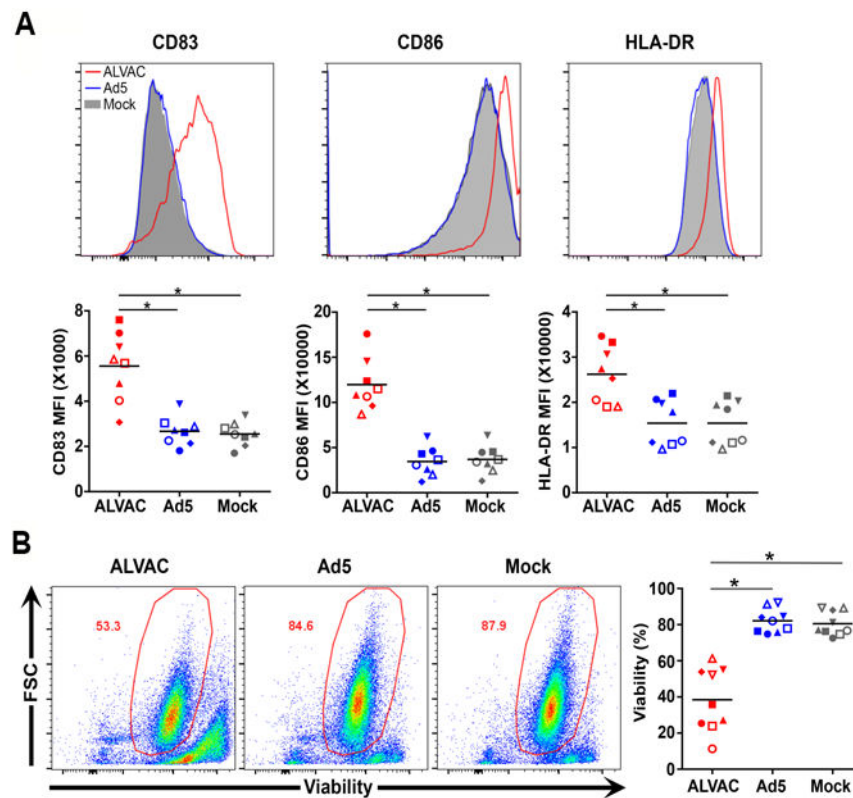 A
CD83 CD86 HLA-DR
ALVAC
Ad5
Mock
* * *
* * *
CD83 MFI (X1000)
8
6
4
2
0
ALVAC Ad5 Mock
CD86 MFI (X10000)
20
15
10
5
0
ALVAC Ad5 Mock
HLA-DR MFI (X10000)
4
3
2
1
0
ALVAC Ad5 Mock
B
ALVAC Ad5 Mock
53.3 84.6 87.9
FSC
Viability
*
*
Viability (%)
100
80
60
40
20
0
ALVAC Ad5 Mock